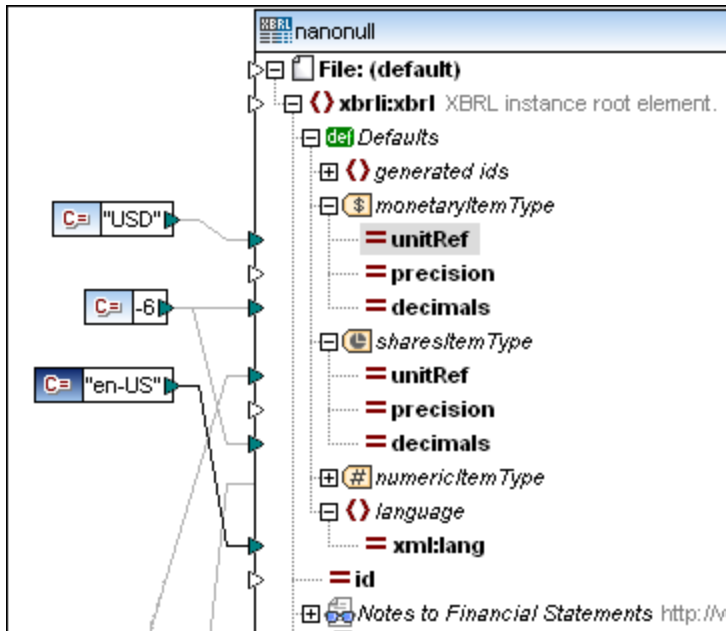 XBRL nanonull
File: (default)
xbrli:xbrl XBRL instance root element.
def Defaults
generated ids
$ monetaryItemType
C= "USD"
= unitRef
= precision
C= -6
= decimals
sharesItemType
C= "en-US"
= unitRef
= precision
= decimals
# numericItemType
language
= xml:lang
= id
Notes to Financial Statements http://